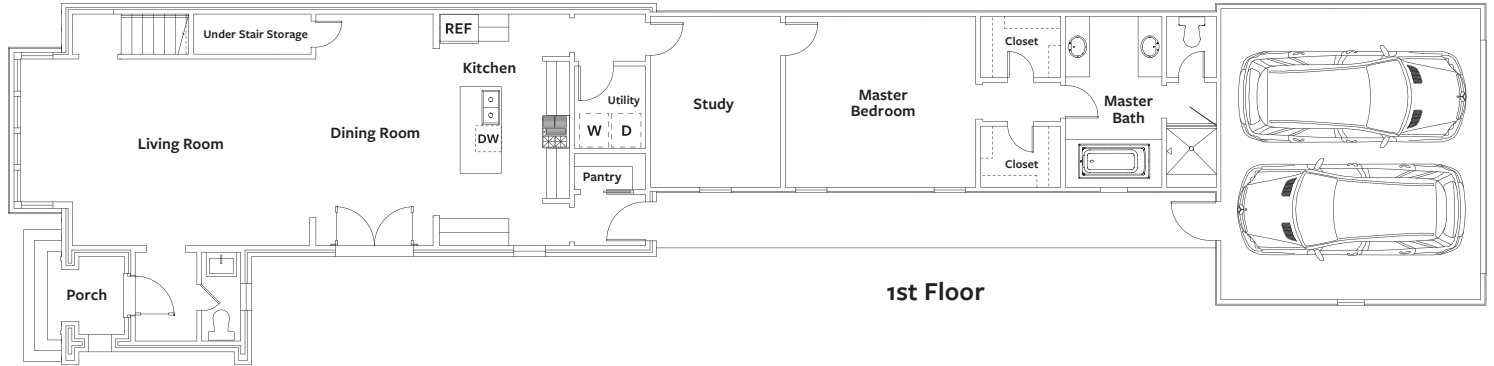 Under Stair Storage
REF
Kitchen
Closet
Living Room
Dining Room
DW
Utility
W
D
Study
Master
Bedroom
Master
Bath
Pantry
Closet
Porch
1st Floor